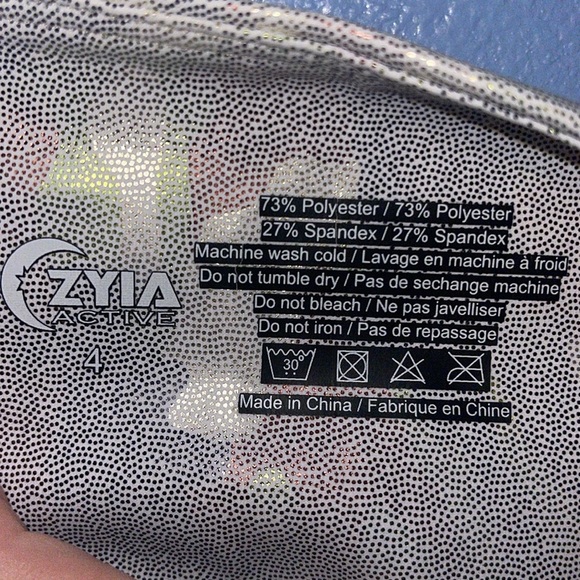 ZYIA
ACTIVE
4
73% Polyester / 73% Polyester
27% Spandex / 27% Spandex
Machine wash cold / Lavage en machine à froid
Do not tumble dry / Pas de sechange machine
Do not bleach / Ne pas javelliser
Do not iron / Pas de repassage
30°
Made in China / Fabrique en Chine